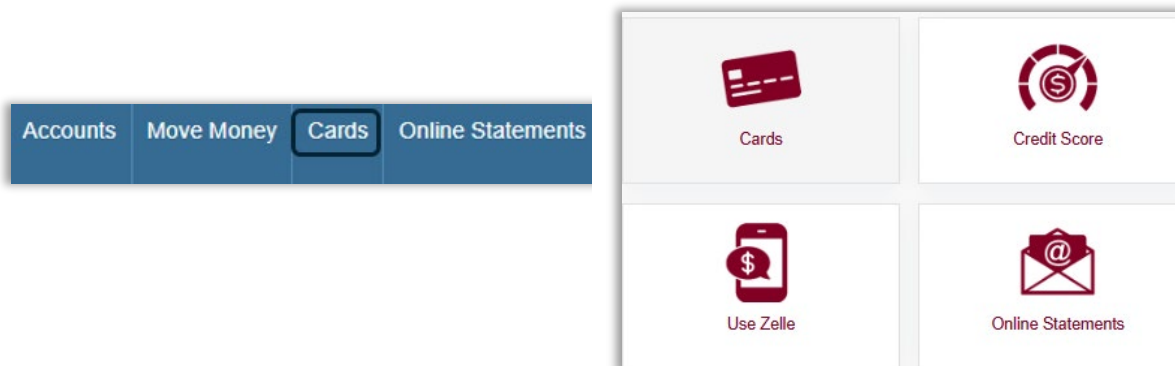 Accounts Move Money Cards Online Statements
Cards
Credit Score
$
$
@
Use Zelle
Online Statements